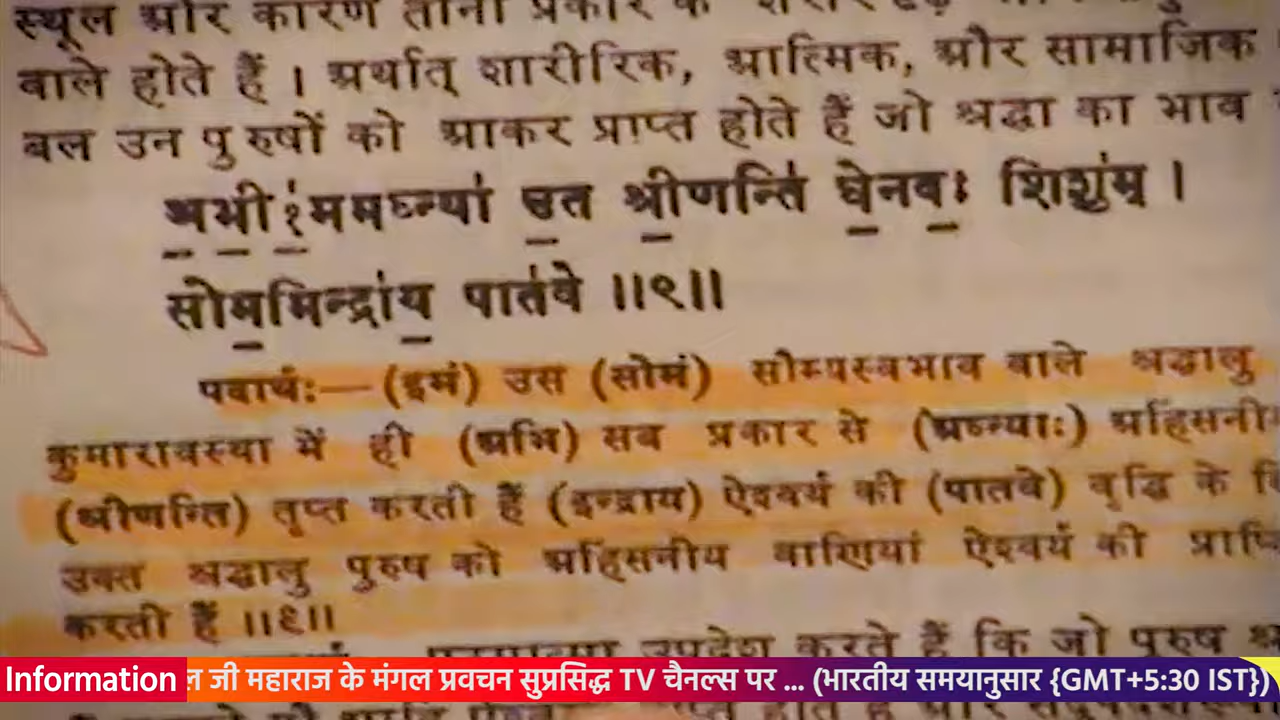 स्थूल और कारण तीनों प्रकार के
वाले होते हैं । अर्थात् शारीरिक, आत्मिक, और सामाजिक
बल उन पुरुषों को आकर प्राप्त होते हैं जो श्रद्धा का भाव
अ॒भी॒३॒॑ममघ्न्या॑ उ॒त श्री॒णन्ति॑ धे॒नवः॒ शिशु॑म् ।
सोम॒मिन्द्रा॑य॒ पात॑वे ॥९॥
पदार्थः—(इमं) उस (सोमं) सौम्यस्वभाव वाले श्रद्धालु
कुमारावस्था में ही (अभि) सब प्रकार से (अघ्न्याः) अहिंसनी
(श्रीणन्ति) तृप्त करती हैं (इन्द्राय) ऐश्वर्य की (पातवे) वृद्धि के
उक्त श्रद्धालु पुरुष को अहिंसनीय वाणियां ऐश्वर्य की प्राप्ति
करती हैं ॥९॥
उपदेश करते हैं कि जो पुरुष
Information ल जी महाराज के मंगल प्रवचन सुप्रसिद्ध TV चैनल्स पर ... (भारतीय समयानुसार {GMT+5:30 IST})